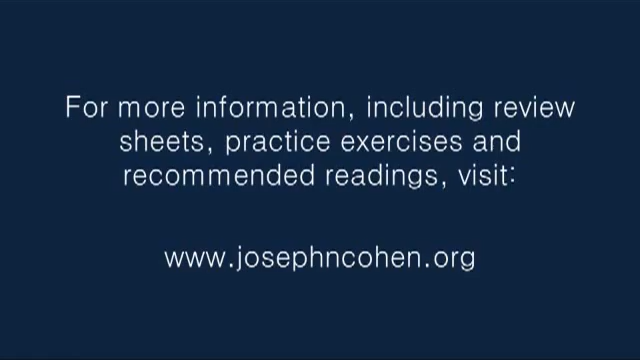 For more information, including review
sheets, practice exercises and
recommended readings, visit:
www.josephncohen.org